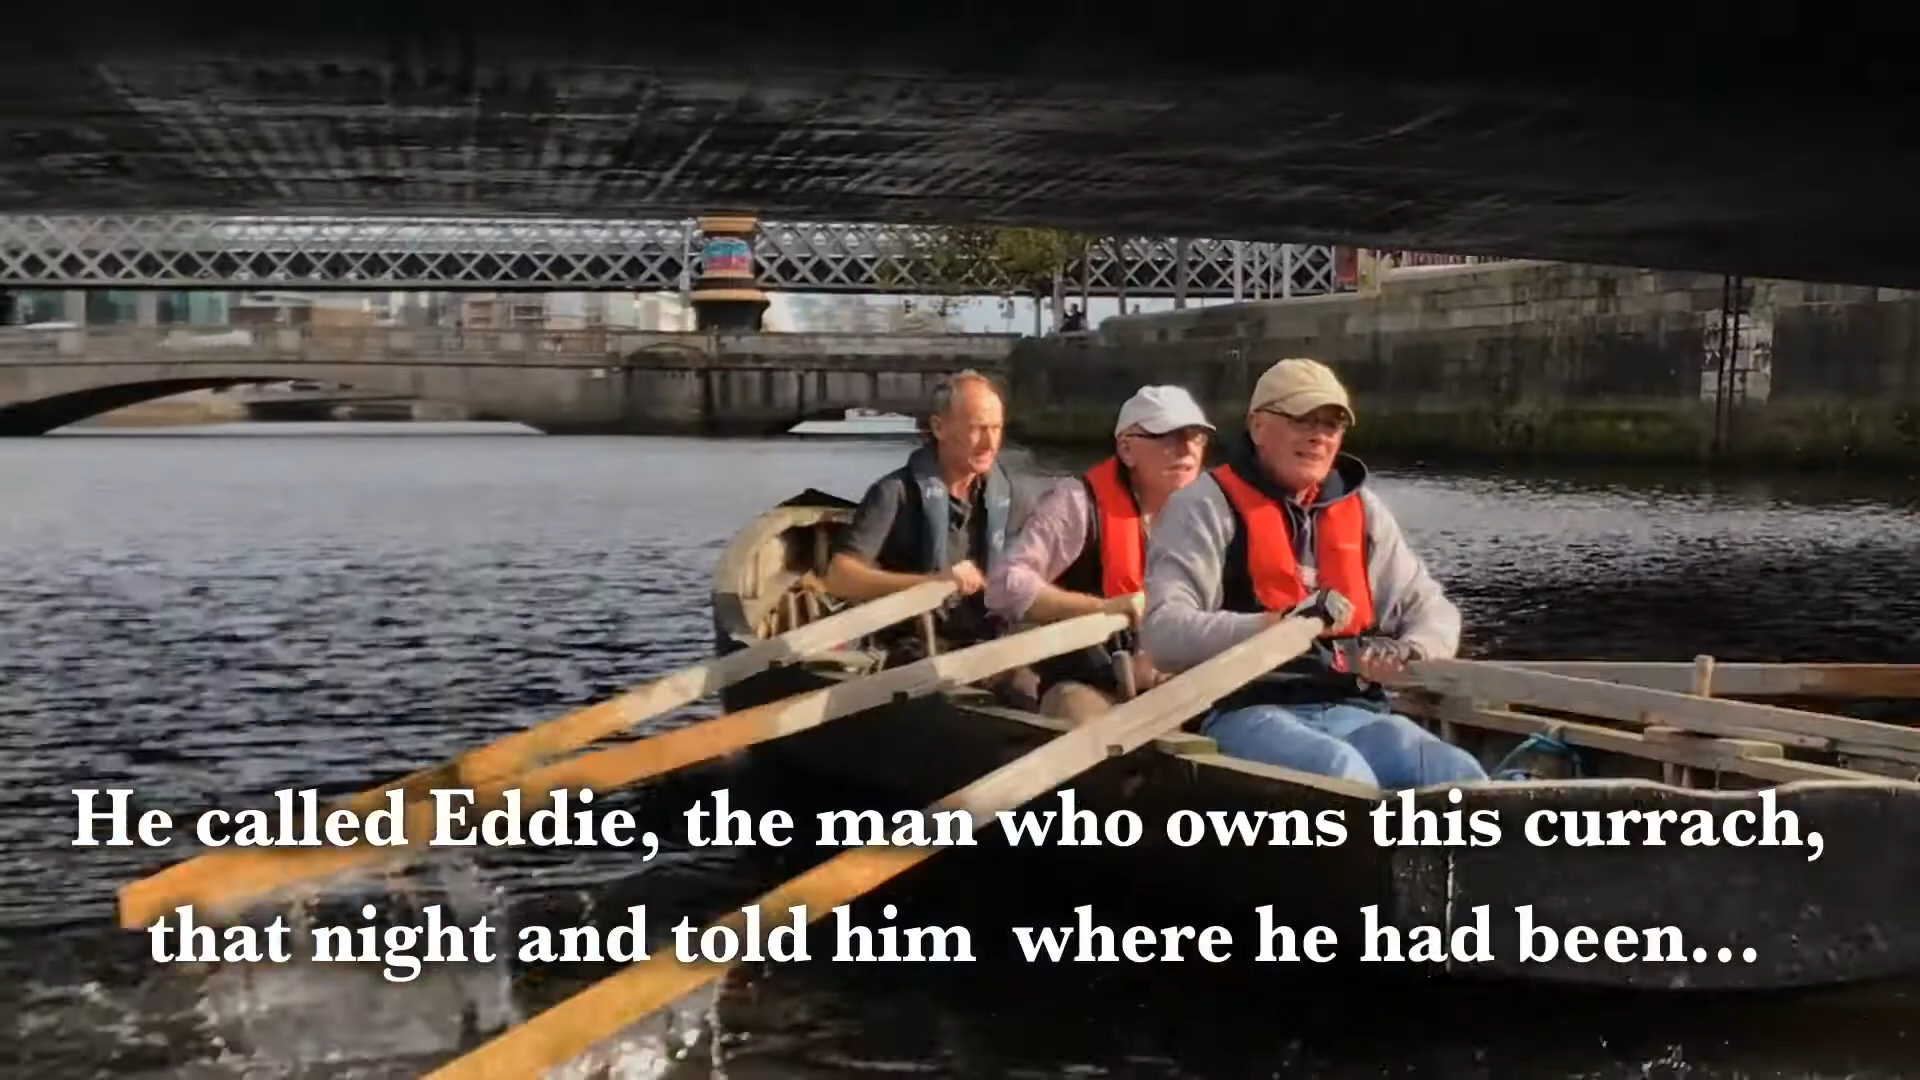 He called Eddie, the man who owns this currach,
that night and told him where he had been...